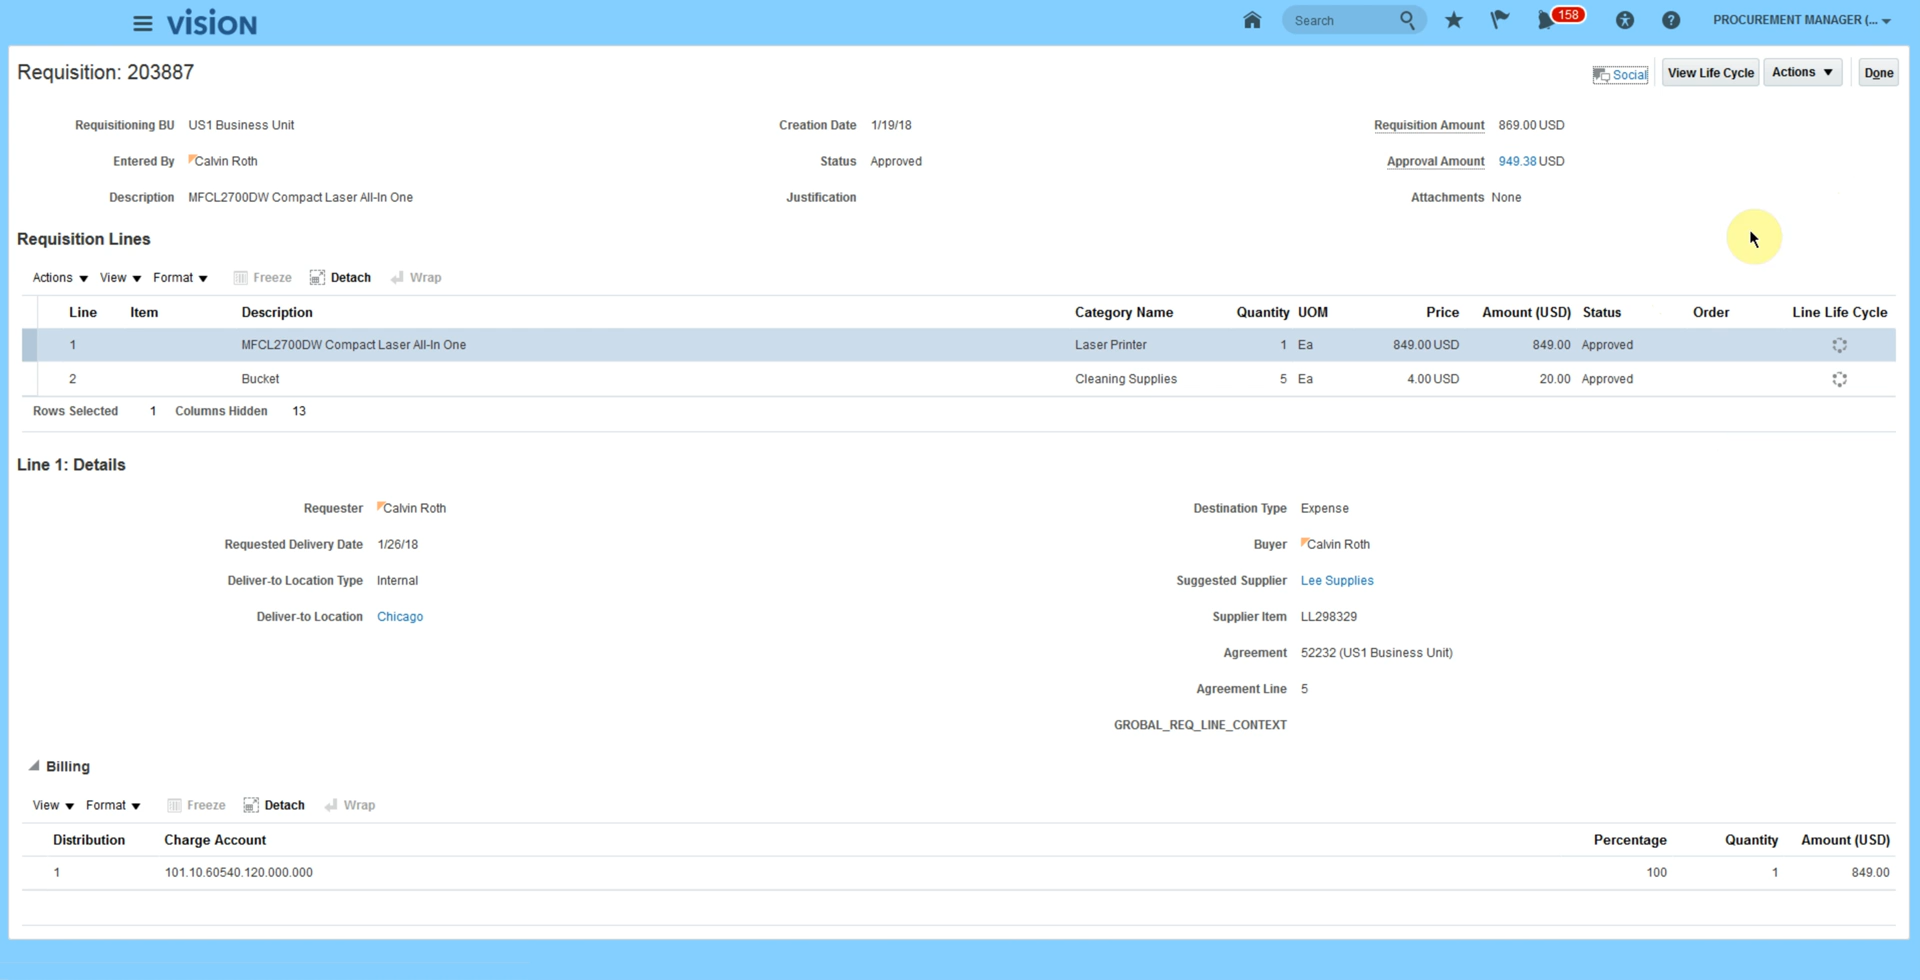 vision
Search
158
PROCUREMENT MANAGER (...
Requisition: 203887
Social
View Life Cycle
Actions
Done
Requisitioning BU US1 Business Unit
Creation Date 1/19/18
Requisition Amount 869.00 USD
Entered By Calvin Roth
Status Approved
Approval Amount 949.38 USD
Description MFCL2700DW Compact Laser All-In One
Justification
Attachments None
Requisition Lines
Actions View Format Freeze Detach Wrap
Line Item Description Category Name Quantity UOM Price Amount (USD) Status Order Line Life Cycle
1 MFCL2700DW Compact Laser All-In One Laser Printer 1 Ea 849.00 USD 849.00 Approved
2 Bucket Cleaning Supplies 5 Ea 4.00 USD 20.00 Approved
Rows Selected 1 Columns Hidden 13
Line 1: Details
Requester Calvin Roth
Destination Type Expense
Requested Delivery Date 1/26/18
Buyer Calvin Roth
Deliver-to Location Type Internal
Suggested Supplier Lee Supplies
Deliver-to Location Chicago
Supplier Item LL298329
Agreement 52232 (US1 Business Unit)
Agreement Line 5
GROBAL_REQ_LINE_CONTEXT
Billing
View Format Freeze Detach Wrap
Distribution Charge Account Percentage Quantity Amount (USD)
1 101.10.60540.120.000.000 100 1 849.00